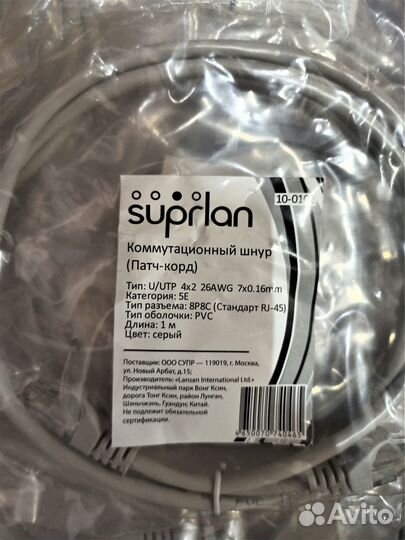 suprlan
Коммутационный шнур
(Патч-корд)
Тип: U/UTP 4x2 26AWG 7x0.16mm
Категория: 5E
Тип разъема: 8P8C (Стандарт RJ-45)
Тип оболочки: PVC
Длина: 1 м
Цвет: серый
Поставщик: ООО СУПР — 119019, г. Москва,
ул. Новый Арбат, д.15;
Производитель: «Lansan International Ltd.»
Индустриальный парк Вонг Ксин,
дорога Тонг Ксин, район Лунган,
Шэньчжэнь, Гуандун, Китай.
Не подлежит обязательной
сертификации.
4630070740465
Avito